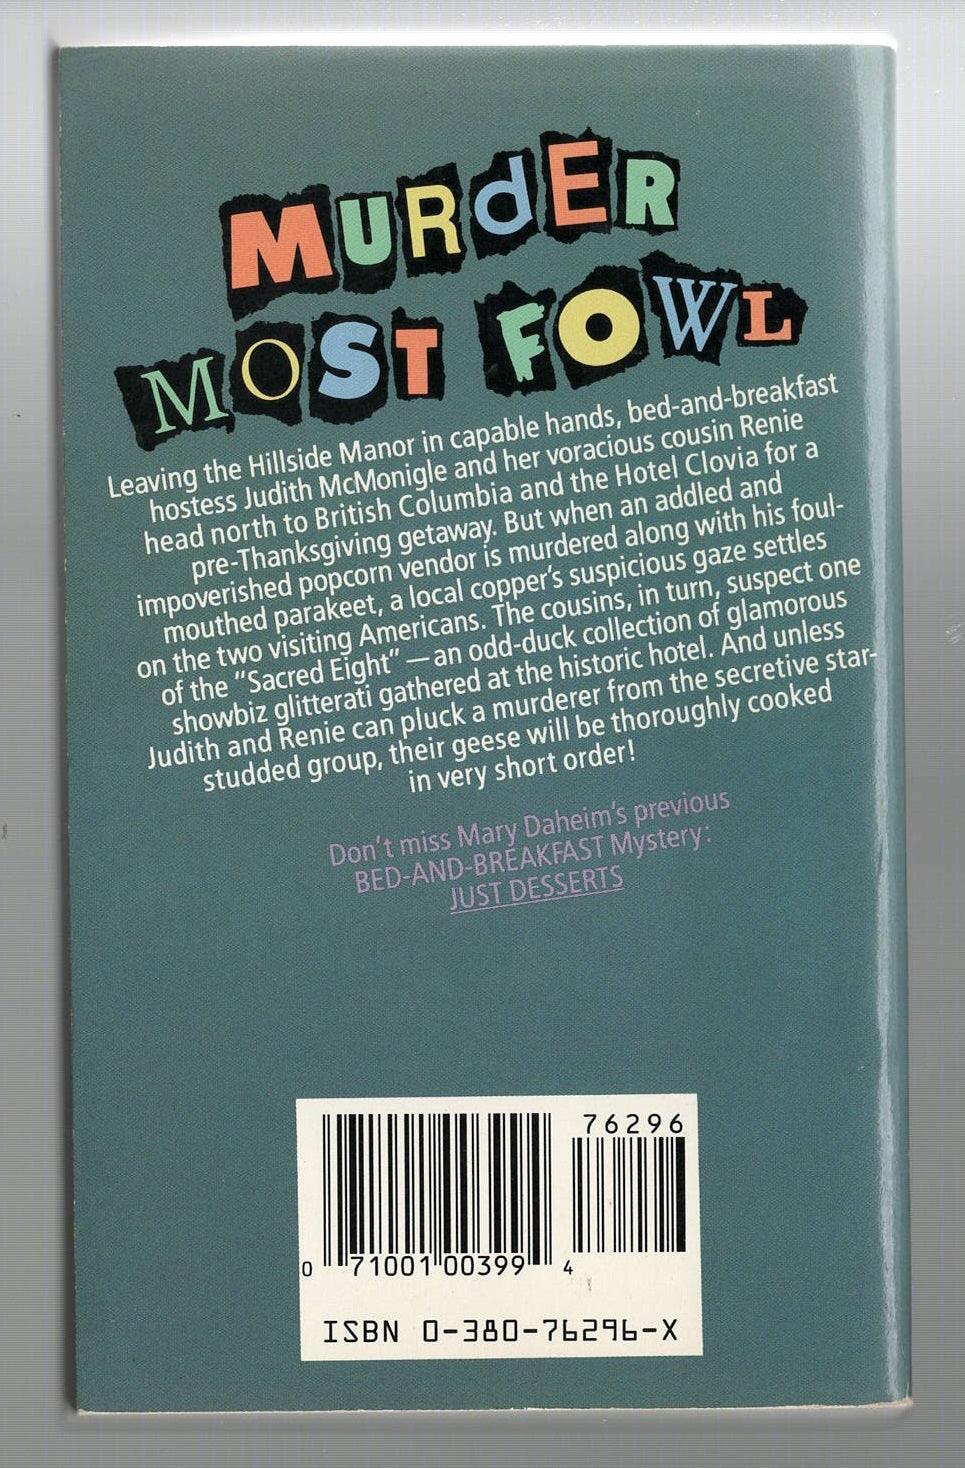 MURdER
MOST FOWL
Leaving the Hillside Manor in capable hands, bed-and-breakfast
hostess Judith McMonigle and her voracious cousin Renie
head north to British Columbia and the Hotel Clovia for a
pre-Thanksgiving getaway. But when an addled and
impoverished popcorn vendor is murdered along with his foul-
mouthed parakeet, a local copper's suspicious gaze settles
on the two visiting Americans. The cousins, in turn, suspect one
of the "Sacred Eight" — an odd-duck collection of glamorous
showbiz glitterati gathered at the historic hotel. And unless
Judith and Renie can pluck a murderer from the secretive star-
studded group, their geese will be thoroughly cooked
in very short order!
Don't miss Mary Daheim's previous
BED-AND-BREAKFAST Mystery:
JUST DESSERTS
76296
0 71001 00399 4
ISBN 0-380-76296-X